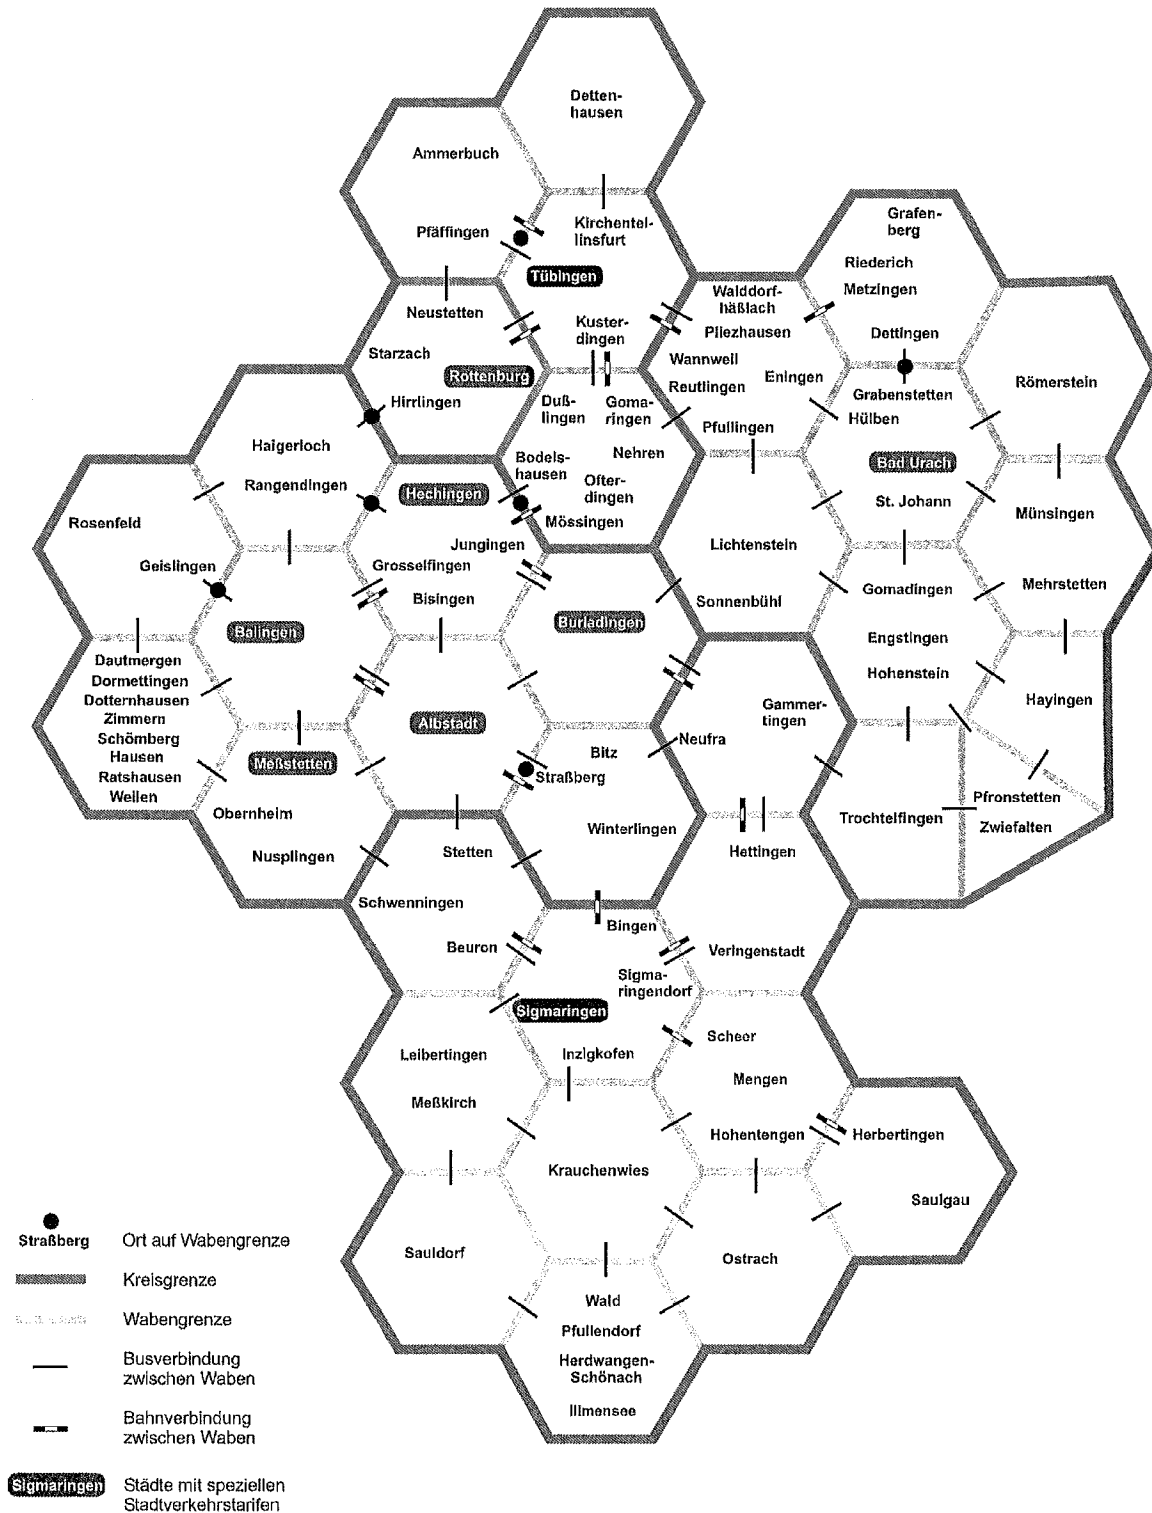 Detten-
hausen
Ammerbuch
Pfäffingen
Kirchentel-
linsfurt
Tübingen
Grafen-
berg
Riederich
Metzingen
Walddorf-
häßlach
Pliezhausen
Dettingen
Neustetten
Starzach
Rottenburg
Hirrlingen
Kuster-
dingen
Wannweil
Reutlingen
Eningen
Pfullingen
Grabenstetten
Hülben
Römerstein
Duß-
lingen
Goma-
ringen
Nehren
Haigerloch
Rangendingen
Hechingen
Bodels-
hausen
Ofter-
dingen
Mössingen
Bad Urach
St. Johann
Münsingen
Mehrstetten
Rosenfeld
Geislingen
Jungingen
Grosselfingen
Bisingen
Lichtenstein
Sonnenbühl
Gomadingen
Engstingen
Hohenstein
Balingen
Burladingen
Dautmergen
Dormettingen
Dotternhausen
Zimmern
Schömberg
Hausen
Ratshausen
Weilen
Albstadt
Gammer-
tingen
Neufra
Hayingen
Meßstetten
Bitz
Straßberg
Obernheim
Nusplingen
Winterlingen
Hettingen
Trochtelfingen
Pfronstetten
Zwiefalten
Stetten
Schwenningen
Beuron
Bingen
Sigma-
ringendorf
Veringenstadt
Sigmaringen
Inzigkofen
Scheer
Mengen
Hohentengen
Herbertingen
Leibertingen
Meßkirch
Krauchenwies
Saulgau
Sauldorf
Ostrach
Wald
Pfullendorf
Herdwangen-
Schönach
Illmensee
Straßberg
Ort auf Wabengrenze
Kreisgrenze
Wabengrenze
Busverbindung
zwischen Waben
Bahnverbindung
zwischen Waben
Sigmaringen
Städte mit speziellen
Stadtverkehrstarifen